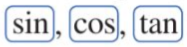 sin, cos, tan